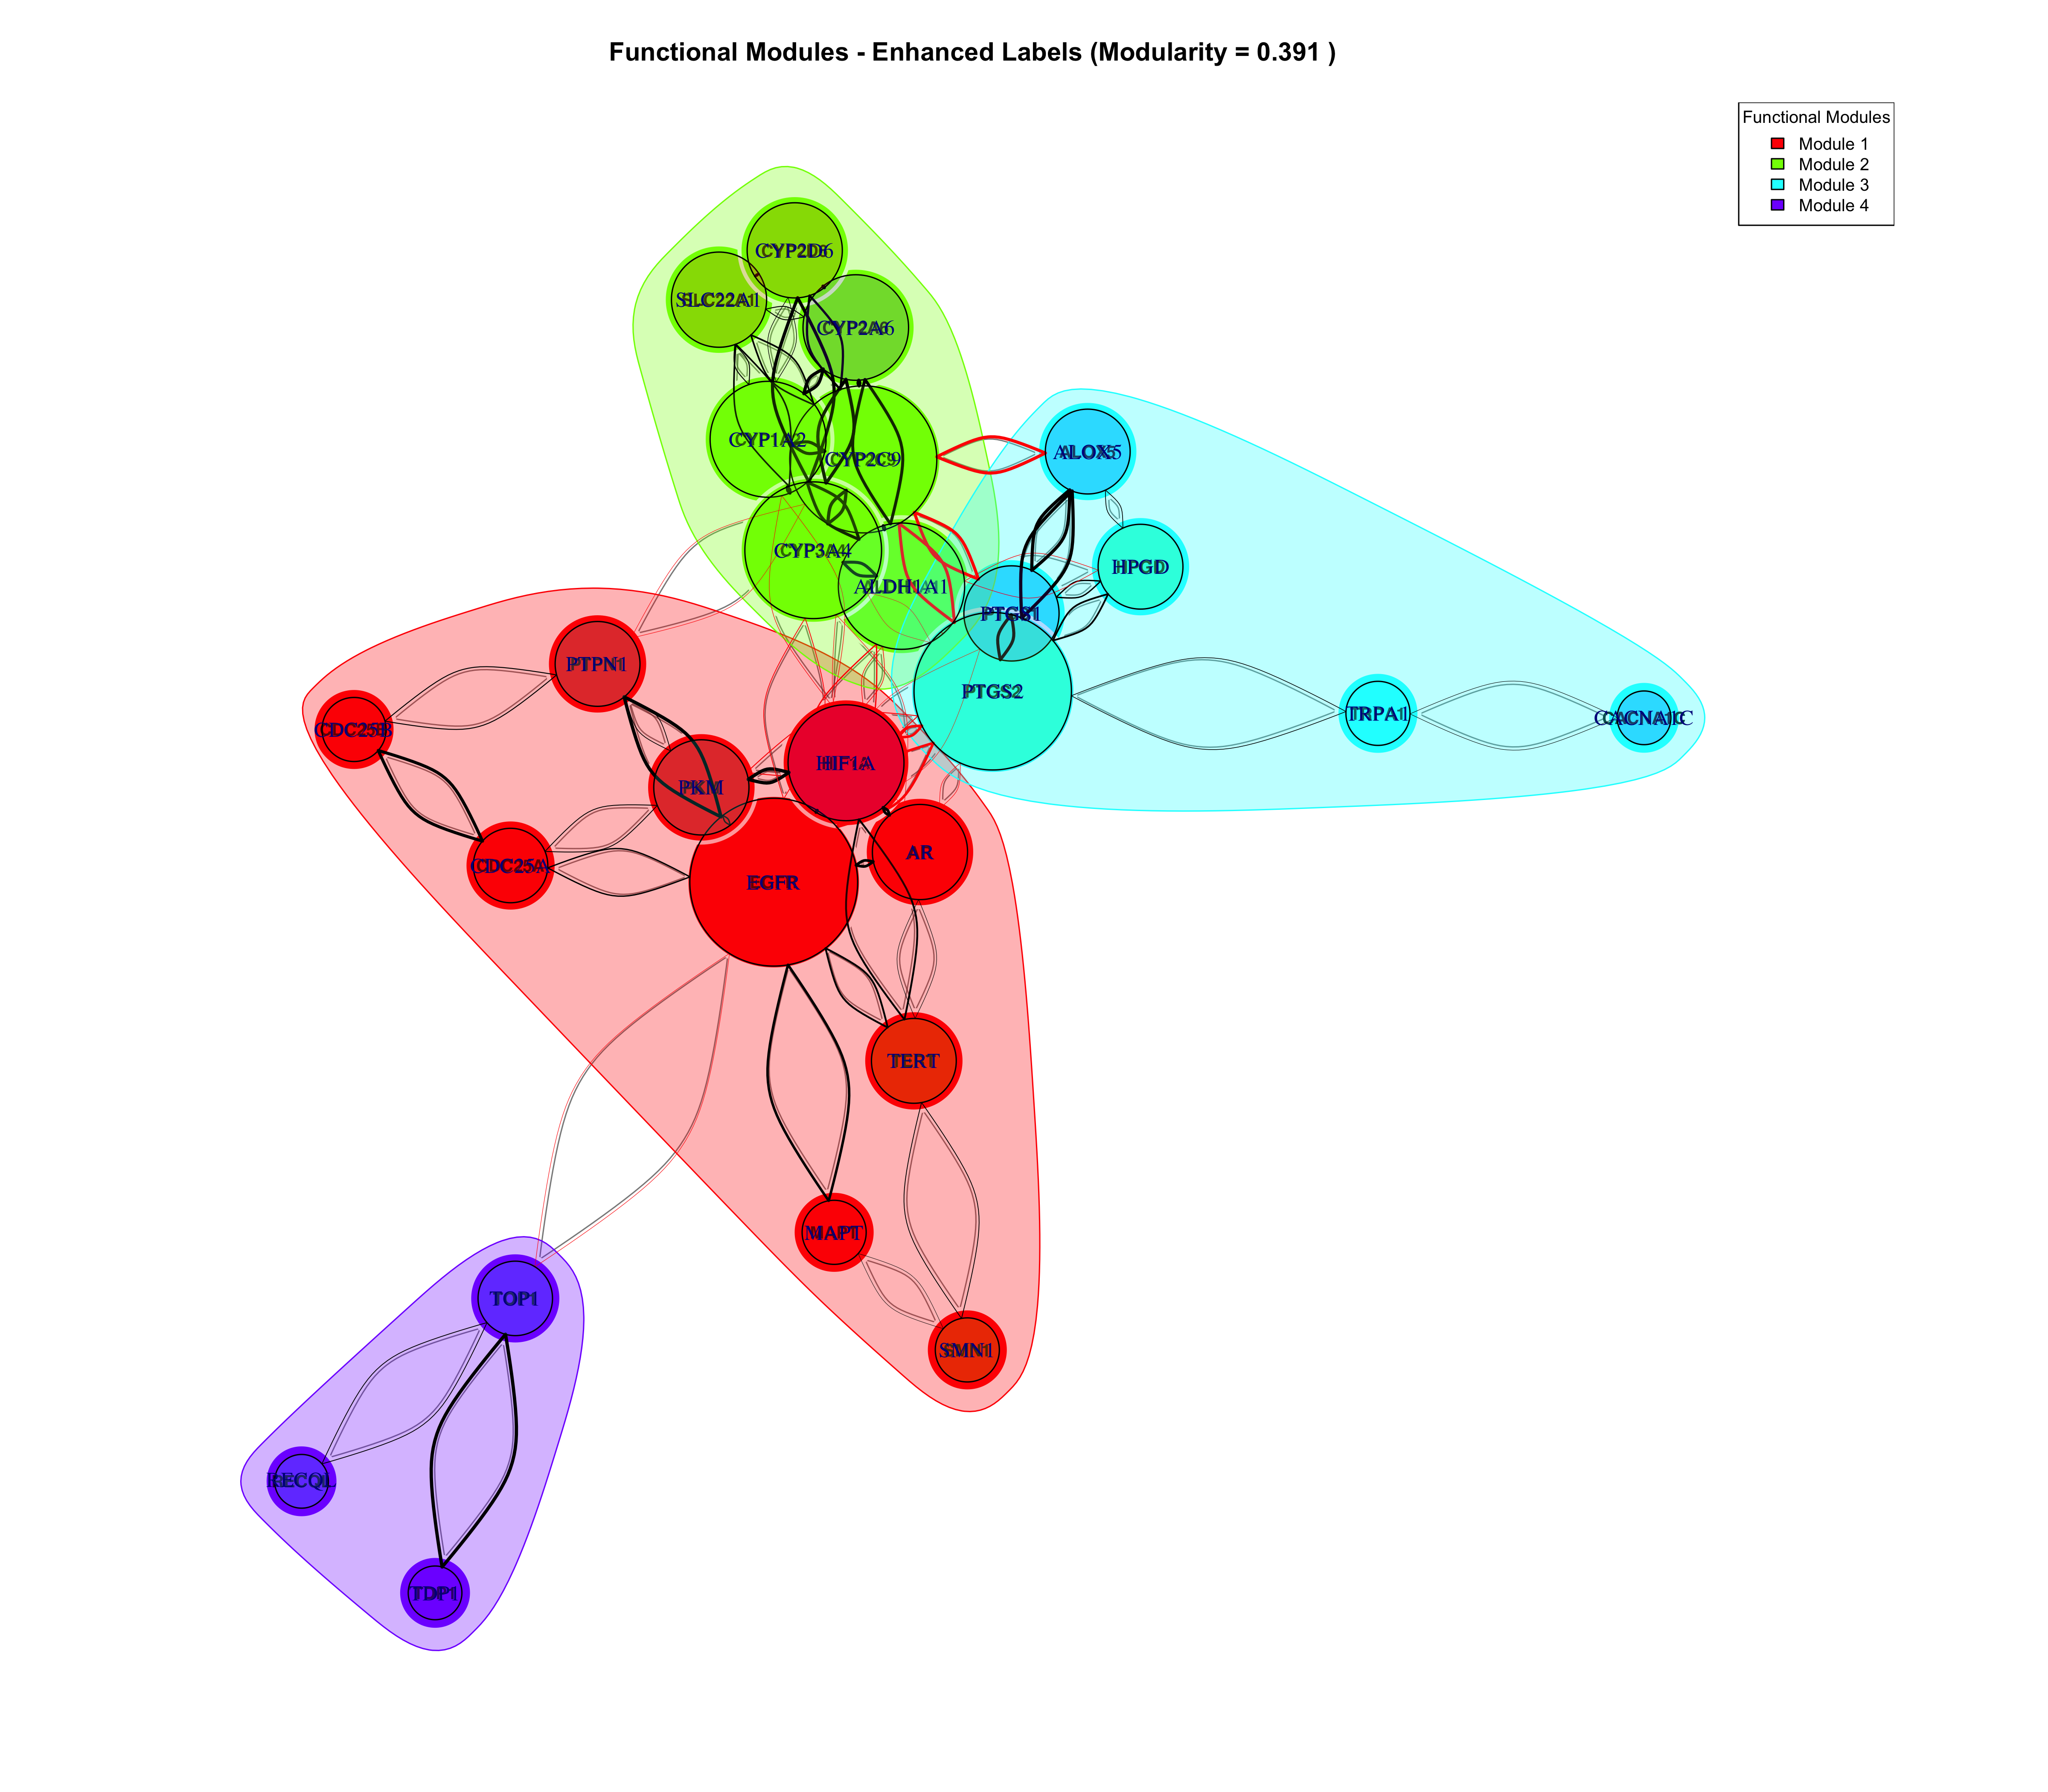 Functional Modules - Enhanced Labels (Modularity = 0.391 )
Functional Modules
Module 1
Module 2
Module 3
Module 4
CYP2D6
SLC22A1
CYP2A6
CYP1A2
CYP2C9
ALOX5
CYP3A4
HPGD
ALDH1A1
PTGS1
PTPN1
PTGS2
TRPA1
CACNA1C
CDC25B
HIF1A
PKM
AR
CDC25A
EGFR
TERT
MAPT
TOP1
SMN1
RECQL
TDP1